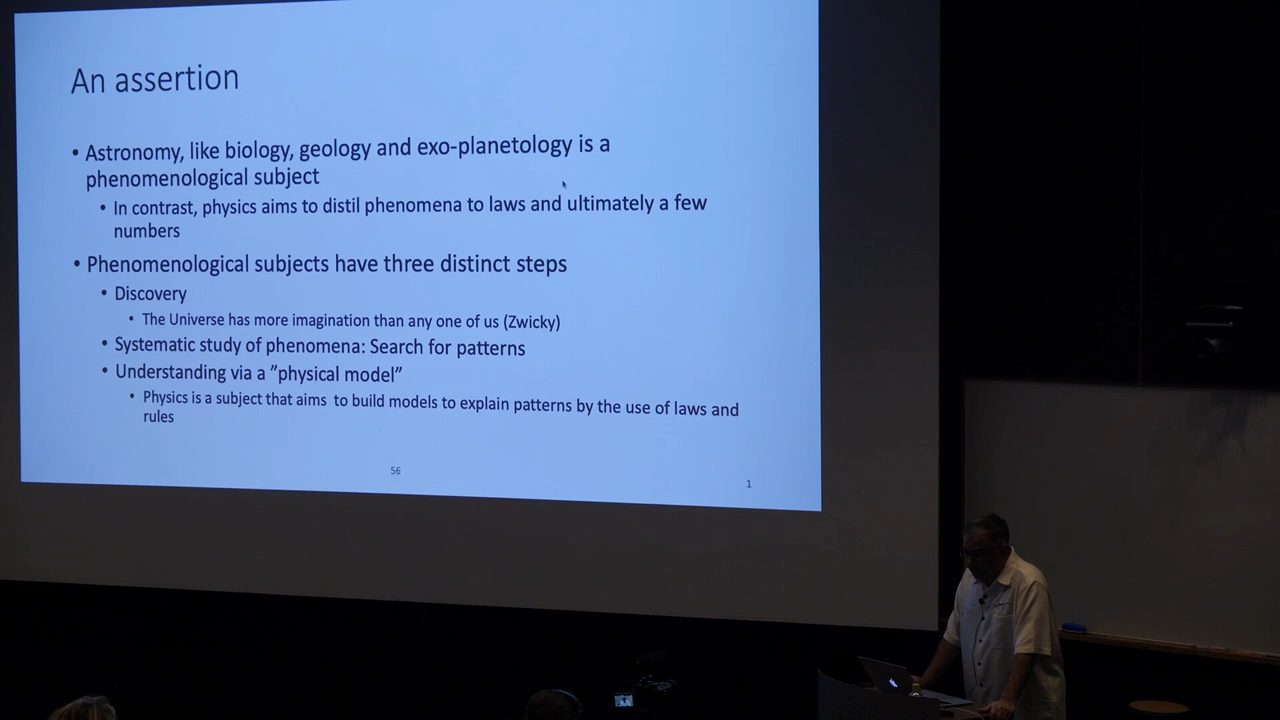 An assertion
• Astronomy, like biology, geology and exo-planetology is a
phenomenological subject
• In contrast, physics aims to distil phenomena to laws and ultimately a few
numbers
• Phenomenological subjects have three distinct steps
• Discovery
• The Universe has more imagination than any one of us (Zwicky)
• Systematic study of phenomena: Search for patterns
• Understanding via a ”physical model”
• Physics is a subject that aims to build models to explain patterns by the use of laws and
rules
56
1